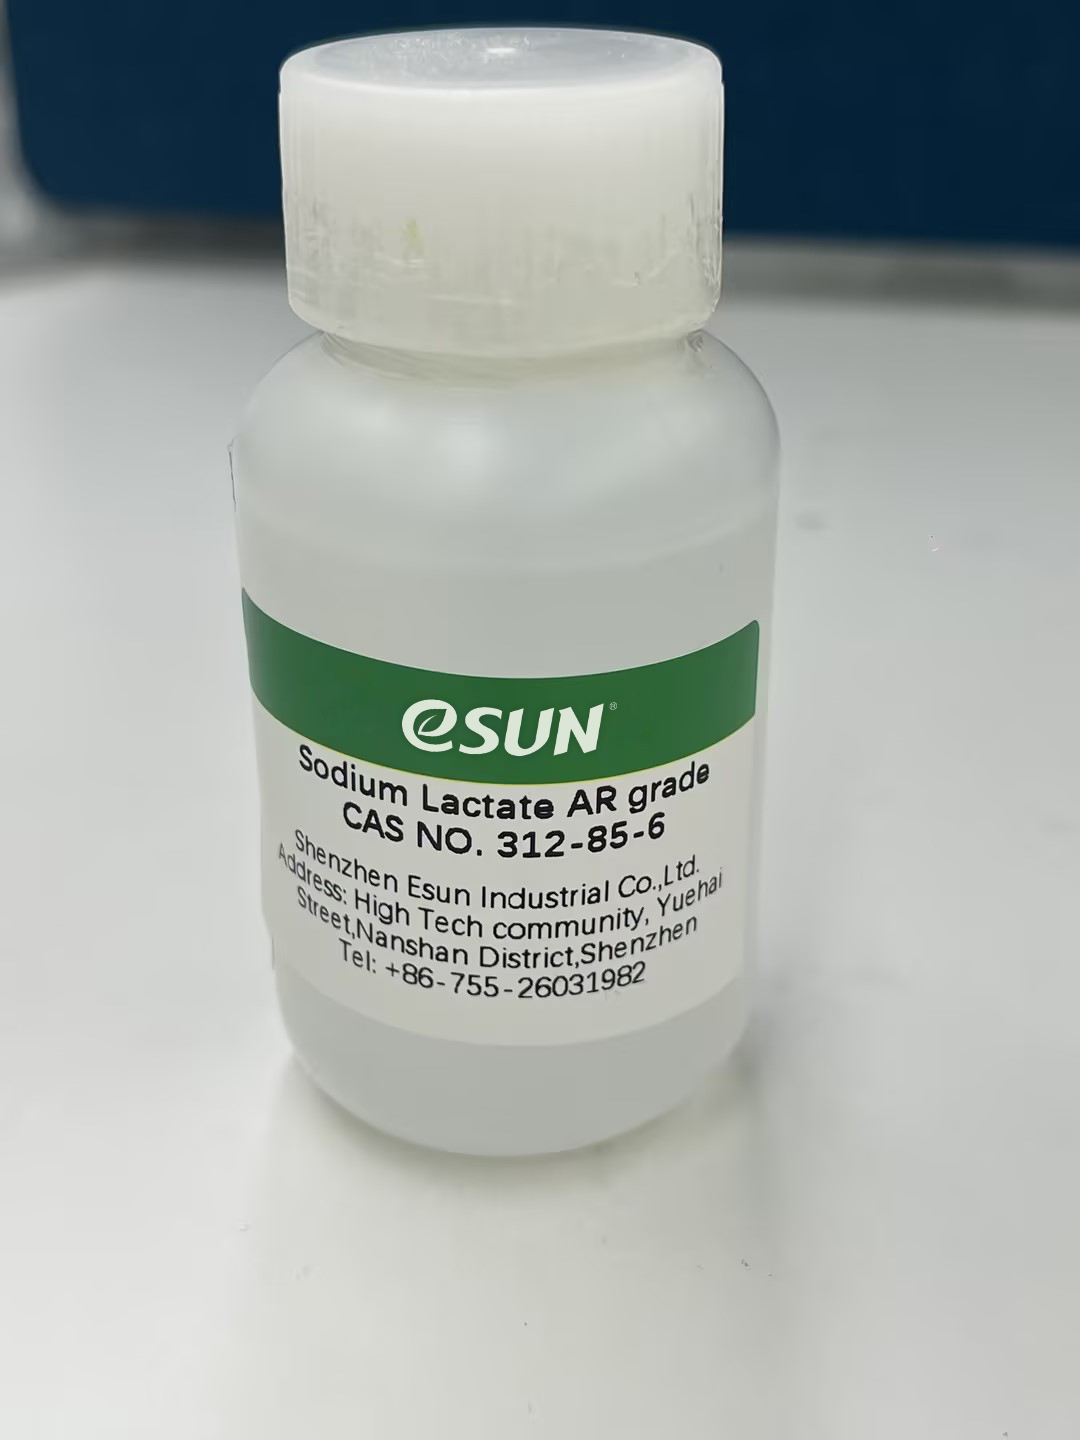 eSUN®
Sodium Lactate AR grade
CAS NO. 312-85-6
Shenzhen Esun Industrial Co.,Ltd.
Address: High Tech community, Yuehai
Street,Nanshan District,Shenzhen
Tel: +86-755-26031982